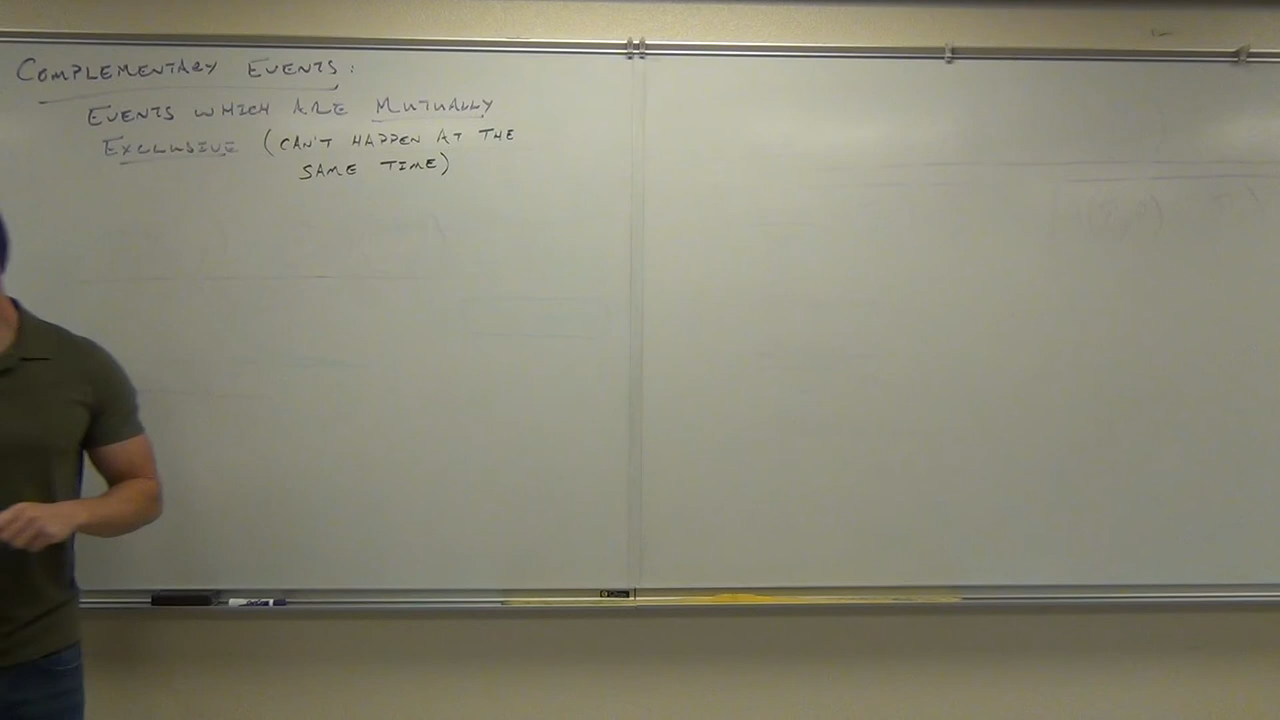 COMPLEMENTARY EVENTS:
EVENTS WHICH ARE MUTUALLY
EXCLUSIVE (CAN'T HAPPEN AT THE
SAME TIME)